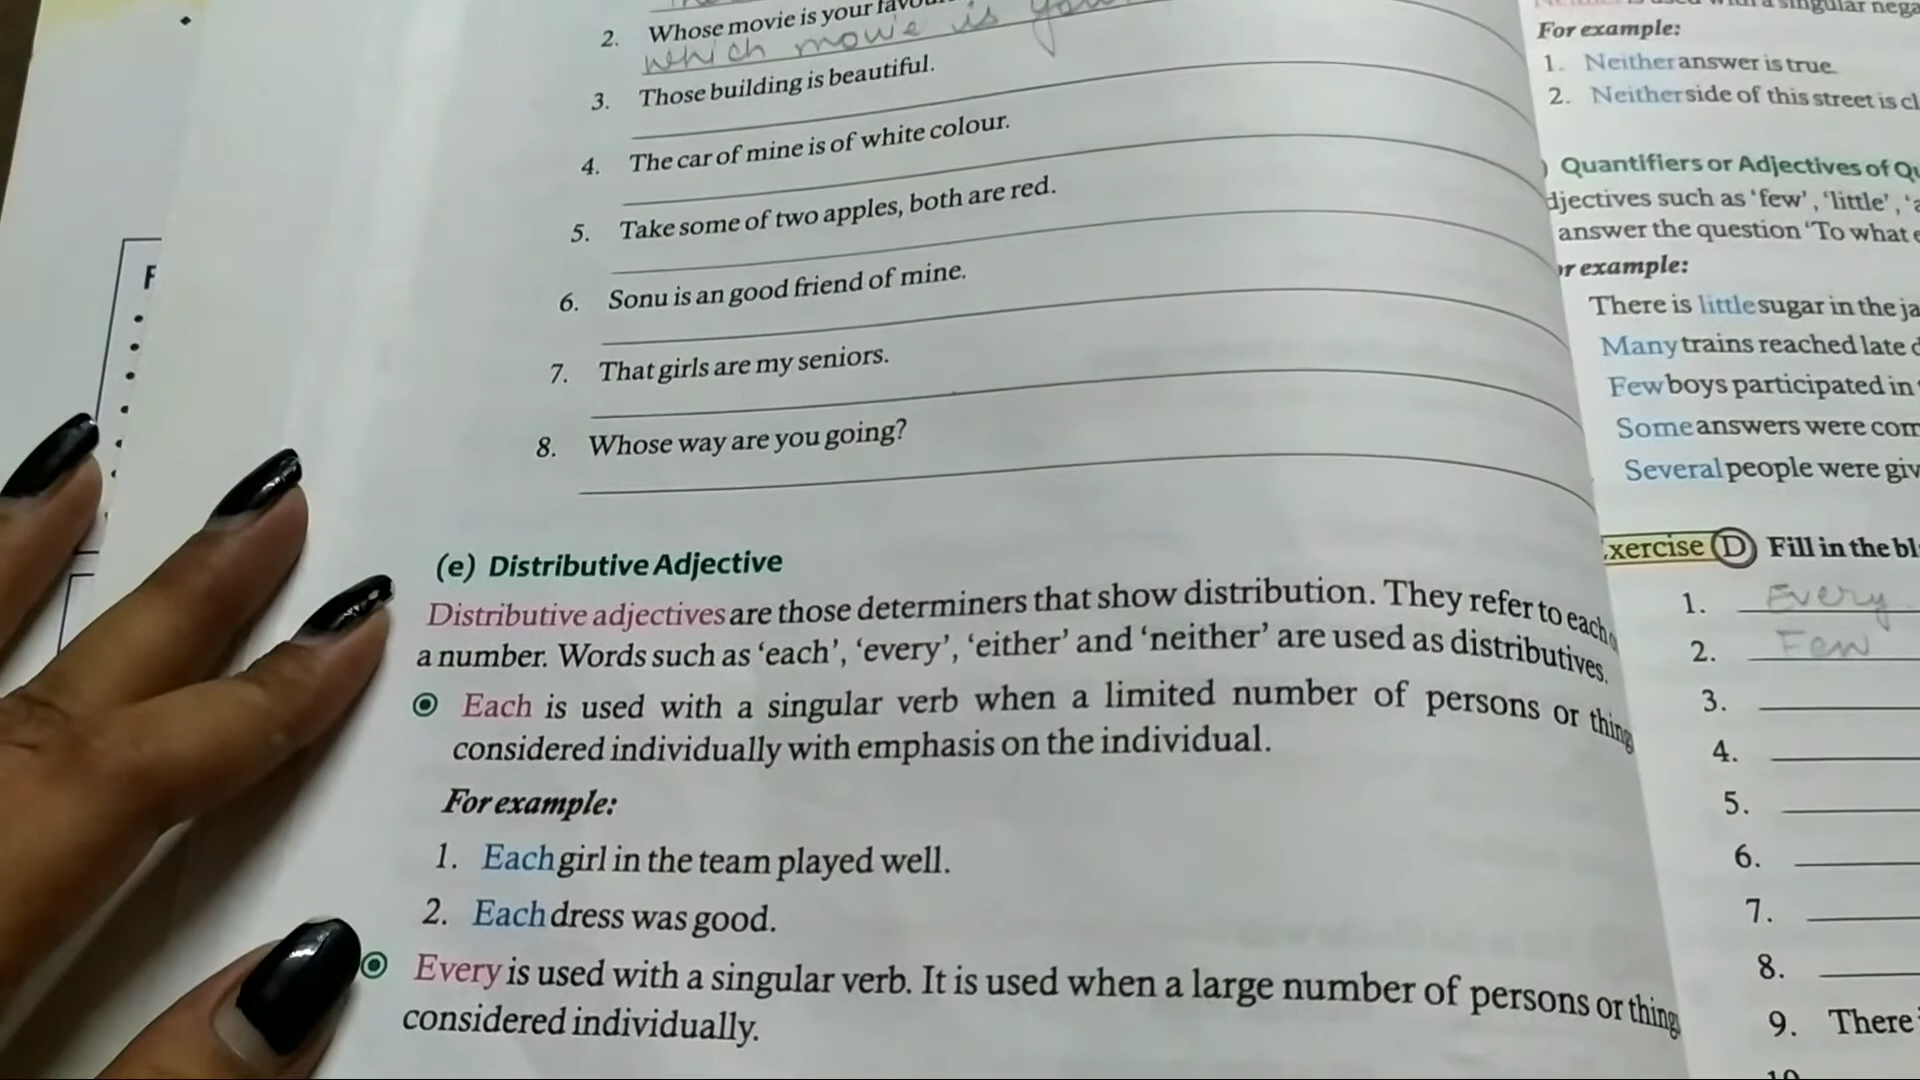 2. Whose movie is your
which movie is
3. Those building is beautiful.
4. The car of mine is of white colour.
5. Take some of two apples, both are red.
6. Sonu is an good friend of mine.
7. That girls are my seniors.
8. Whose way are you going?
(e) Distributive Adjective
Distributive adjectives are those determiners that show distribution. They refer to each
a number. Words such as ‘each’, ‘every’, ‘either’ and ‘neither’ are used as distributives.
Each is used with a singular verb when a limited number of persons or thing
considered individually with emphasis on the individual.
For example:
1. Each girl in the team played well.
2. Each dress was good.
Every is used with a singular verb. It is used when a large number of persons or thing
considered individually.
F
For example:
1. Neither answer is true.
2. Neither side of this street is
Quantifiers or Adjectives of
djectives such as ‘few’, ‘little’,
answer the question ‘To what
r example:
There is little sugar in the
Many trains reached late
Few boys participated in
Some answers were com
Several people were giv
xercise D Fill in the bl
1. Every
2. Few
3.
4.
5.
6.
7.
8.
9. There